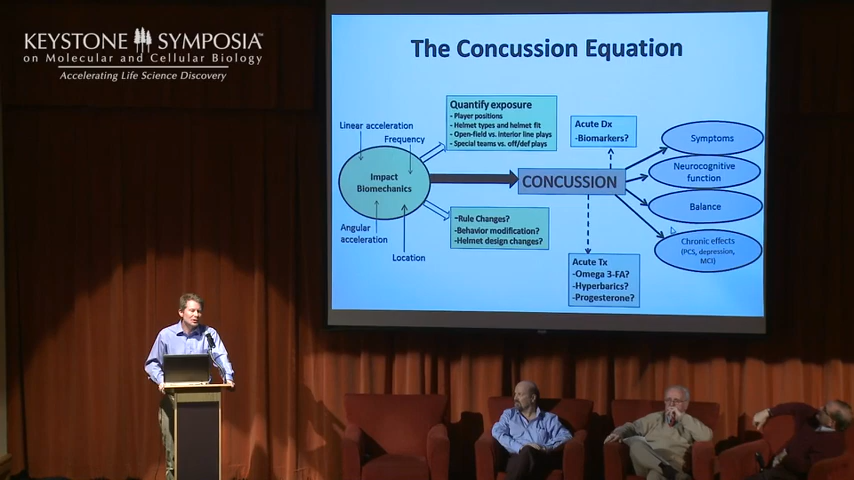 KEYSTONE SYMPOSIA™
on Molecular and Cellular Biology
Accelerating Life Science Discovery
The Concussion Equation
Quantify exposure
- Player positions
- Helmet types and helmet fit
- Open-field vs. interior line plays
- Special teams vs. off/def plays
Linear acceleration
Frequency
Impact
Biomechanics
Angular
acceleration
Location
-Rule Changes?
-Behavior modification?
-Helmet design changes?
CONCUSSION
Acute Dx
-Biomarkers?
Acute Tx
-Omega 3-FA?
-Hyperbarics?
-Progesterone?
Symptoms
Neurocognitive
function
Balance
Chronic effects
(PCS, depression,
MCI)